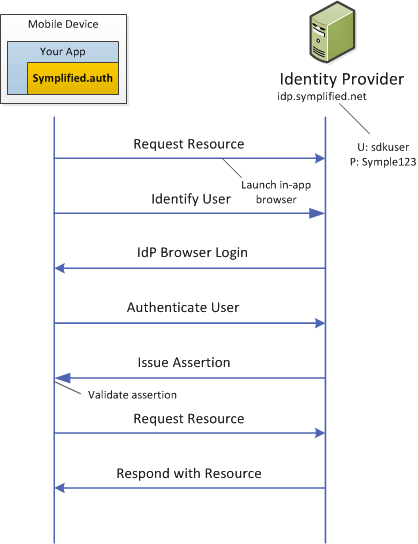 Mobile Device
Your App
Symplified.auth
Identity Provider
idp.symplified.net
U: sdkuser
P: Symple123
Request Resource
Launch in-app
browser
Identify User
IdP Browser Login
Authenticate User
Issue Assertion
Validate assertion
Request Resource
Respond with Resource